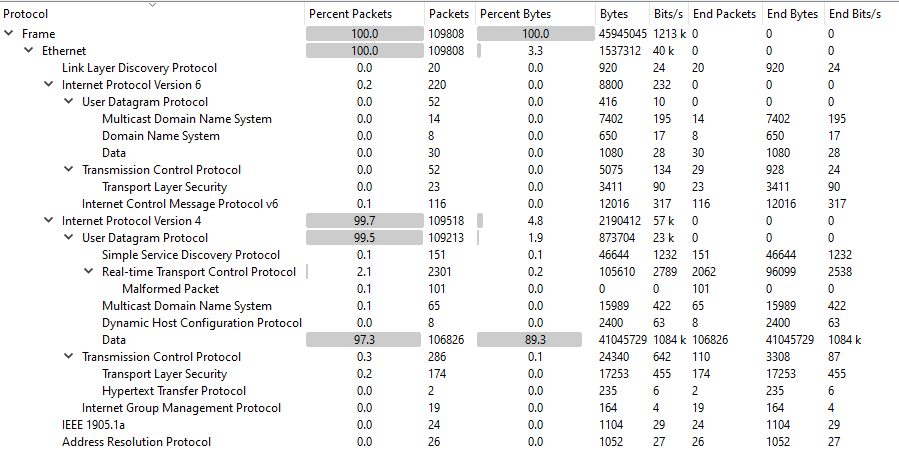 Protocol Percent Packets Packets Percent Bytes Bytes Bits/s End Packets End Bytes End Bits/s
Frame 100.0 109808 100.0 45945045 1213 k 0 0 0
Ethernet 100.0 109808 3.3 1537312 40 k 0 0 0
Link Layer Discovery Protocol 0.0 20 0.0 920 24 20 920 24
Internet Protocol Version 6 0.2 220 0.0 8800 232 0 0 0
User Datagram Protocol 0.0 52 0.0 416 10 0 0 0
Multicast Domain Name System 0.0 14 0.0 7402 195 14 7402 195
Domain Name System 0.0 8 0.0 650 17 8 650 17
Data 0.0 30 0.0 1080 28 30 1080 28
Transmission Control Protocol 0.0 52 0.0 5075 134 29 928 24
Transport Layer Security 0.0 23 0.0 3411 90 23 3411 90
Internet Control Message Protocol v6 0.1 116 0.0 12016 317 116 12016 317
Internet Protocol Version 4 99.7 109518 4.8 2190412 57 k 0 0 0
User Datagram Protocol 99.5 109213 1.9 873704 23 k 0 0 0
Simple Service Discovery Protocol 0.1 151 0.1 46644 1232 151 46644 1232
Real-time Transport Control Protocol 2.1 2301 0.2 105610 2789 2062 96099 2538
Malformed Packet 0.1 101 0.0 0 0 101 0 0
Multicast Domain Name System 0.1 65 0.0 15989 422 65 15989 422
Dynamic Host Configuration Protocol 0.0 8 0.0 2400 63 8 2400 63
Data 97.3 106826 89.3 41045729 1084 k 106826 41045729 1084 k
Transmission Control Protocol 0.3 286 0.1 24340 642 110 3308 87
Transport Layer Security 0.2 174 0.0 17253 455 174 17253 455
Hypertext Transfer Protocol 0.0 2 0.0 235 6 2 235 6
Internet Group Management Protocol 0.0 19 0.0 164 4 19 164 4
IEEE 1905.1a 0.0 24 0.0 1104 29 24 1104 29
Address Resolution Protocol 0.0 26 0.0 1052 27 26 1052 27